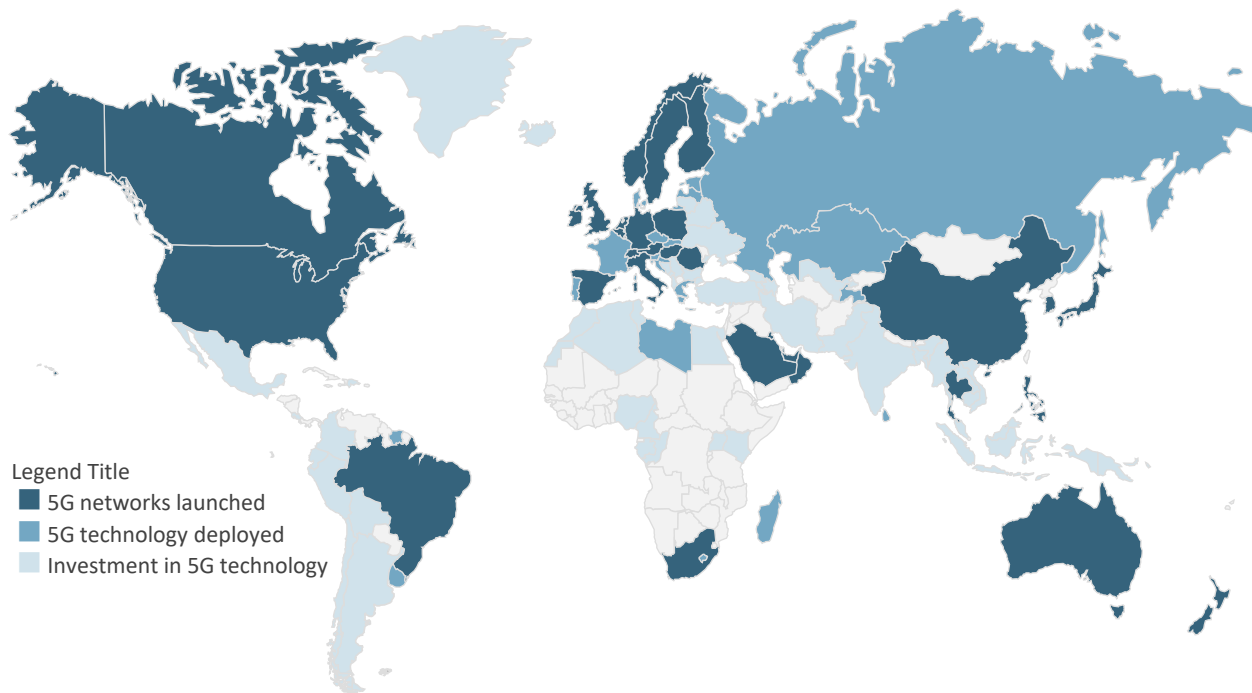 Legend Title
5G networks launched
5G technology deployed
Investment in 5G technology